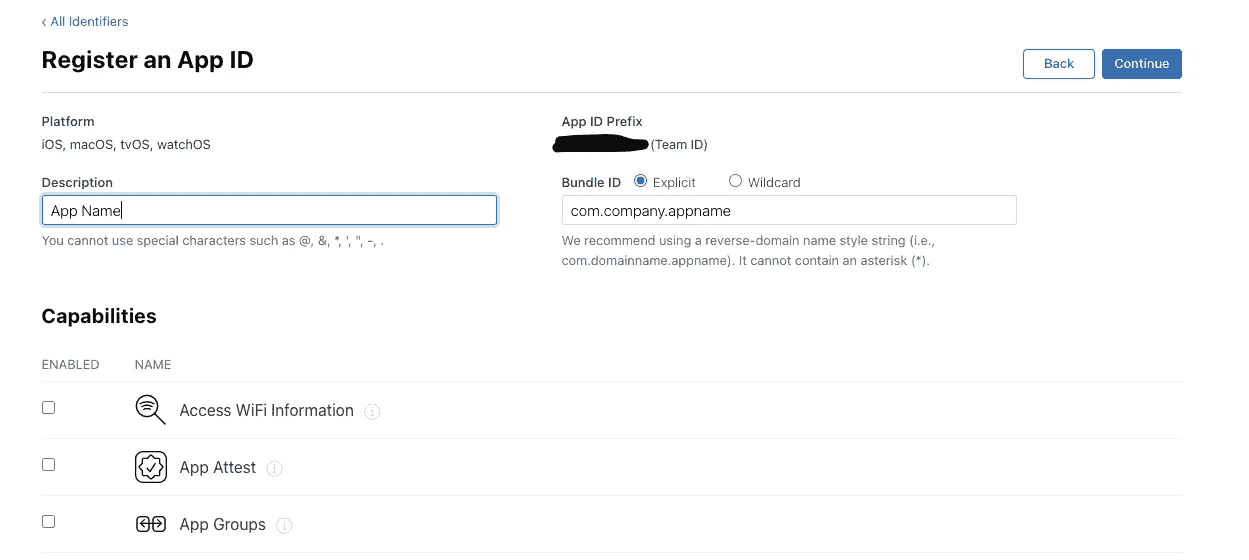 ‹ All Identifiers
Register an App ID
Back
Continue
Platform
iOS, macOS, tvOS, watchOS
App ID Prefix
(Team ID)
Description
App Name
You cannot use special characters such as @, &, *, ', ", -, .
Bundle ID Explicit Wildcard
com.company.appname
We recommend using a reverse-domain name style string (i.e.,
com.domainname.appname). It cannot contain an asterisk (*).
Capabilities
ENABLED NAME
Access WiFi Information
App Attest
App Groups